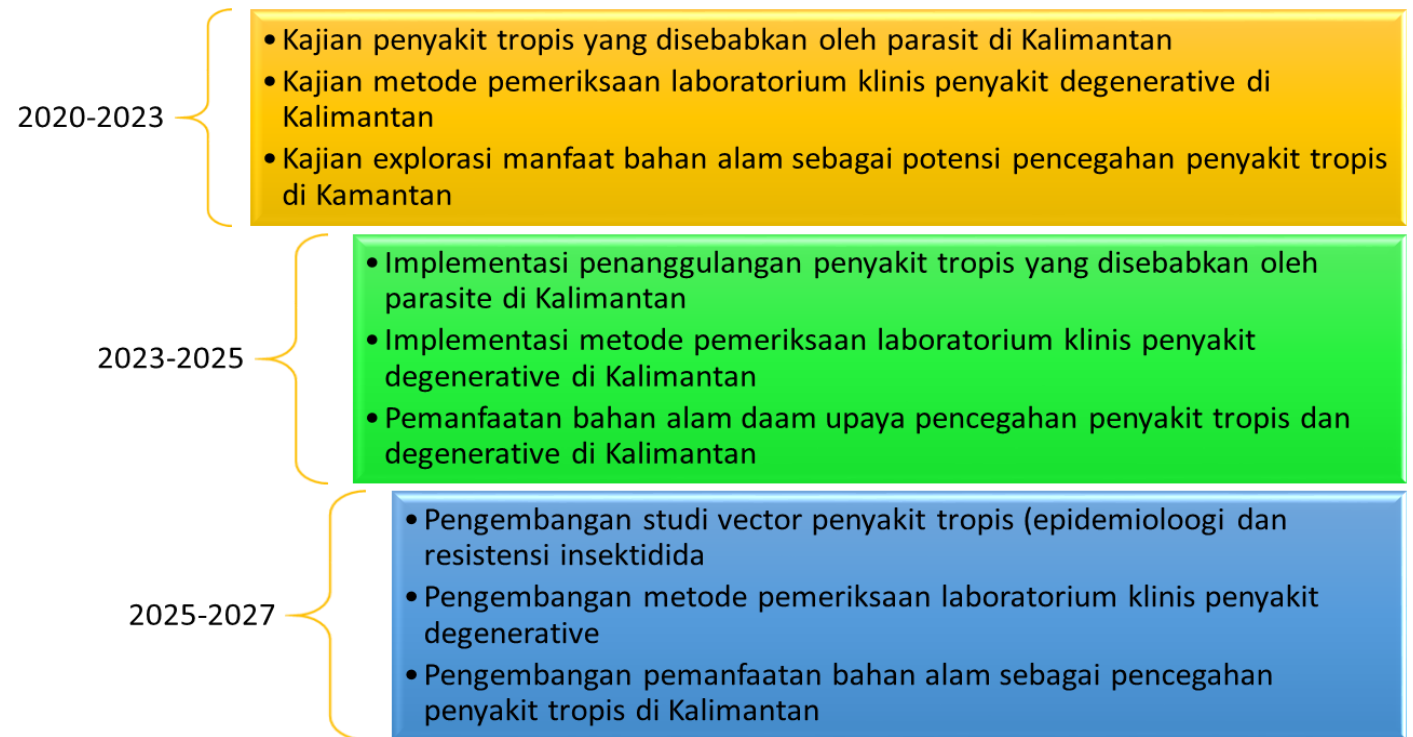 2020-2023
• Kajian penyakit tropis yang disebabkan oleh parasit di Kalimantan
• Kajian metode pemeriksaan laboratorium klinis penyakit degenerative di
Kalimantan
• Kajian explorasi manfaat bahan alam sebagai potensi pencegahan penyakit tropis
di Kamantan
2023-2025
• Implementasi penanggulangan penyakit tropis yang disebabkan oleh
parasite di Kalimantan
• Implementasi metode pemeriksaan laboratorium klinis penyakit
degenerative di Kalimantan
• Pemanfaatan bahan alam daam upaya pencegahan penyakit tropis dan
degenerative di Kalimantan
2025-2027
• Pengembangan studi vector penyakit tropis (epidemioloogi dan
resistensi insektidida
• Pengembangan metode pemeriksaan laboratorium klinis penyakit
degenerative
• Pengembangan pemanfaatan bahan alam sebagai pencegahan
penyakit tropis di Kalimantan